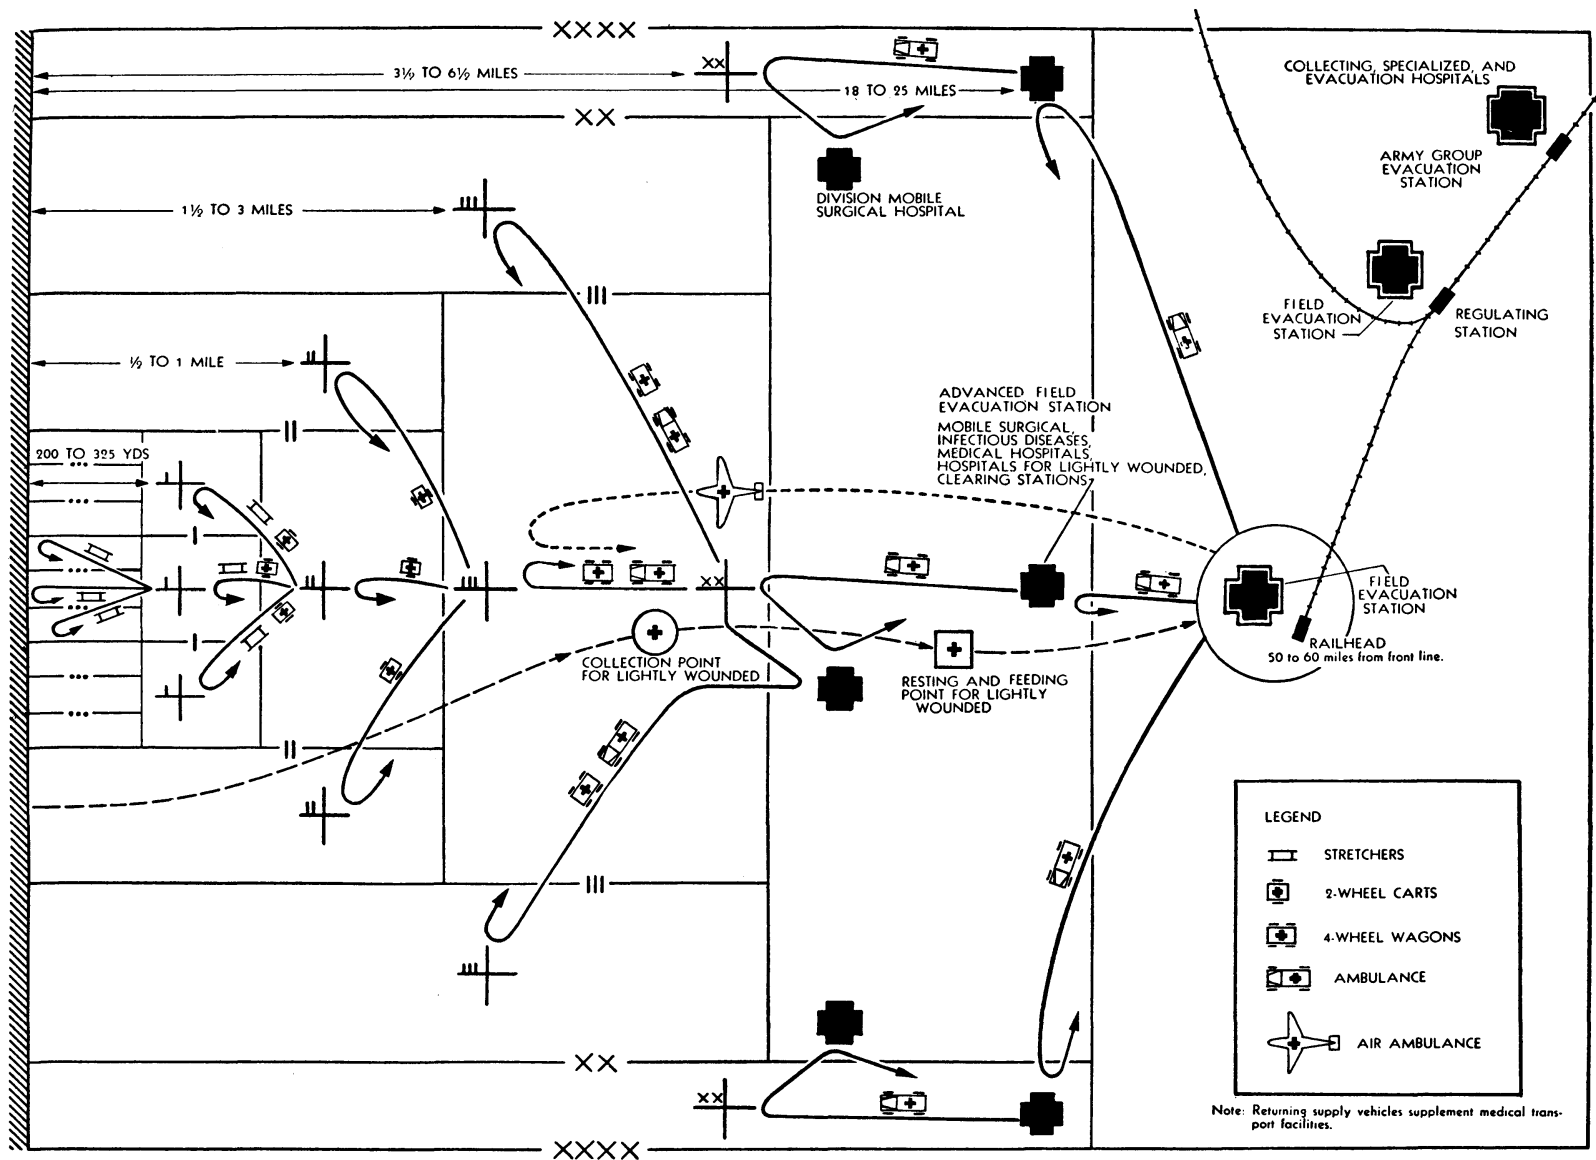 XXXX
3½ TO 6½ MILES
XX
18 TO 25 MILES
XX
COLLECTING, SPECIALIZED, AND
EVACUATION HOSPITALS
ARMY GROUP
EVACUATION
STATION
DIVISION MOBILE
SURGICAL HOSPITAL
1½ TO 3 MILES
III
III
FIELD
EVACUATION
STATION
REGULATING
STATION
½ TO 1 MILE
II
II
ADVANCED FIELD
EVACUATION STATION
MOBILE SURGICAL,
INFECTIOUS DISEASES,
MEDICAL HOSPITALS,
HOSPITALS FOR LIGHTLY WOUNDED,
CLEARING STATIONS
200 TO 325 YDS
•••
I
•••
I
•••
I
II
III
XX
•••
I
FIELD
EVACUATION
STATION
RAILHEAD
50 to 60 miles from front line.
COLLECTION POINT
FOR LIGHTLY WOUNDED
RESTING AND FEEDING
POINT FOR LIGHTLY
WOUNDED
•••
I
•••
II
II
III
III
LEGEND
STRETCHERS
2-WHEEL CARTS
4-WHEEL WAGONS
AMBULANCE
AIR AMBULANCE
XX
XX
Note: Returning supply vehicles supplement medical trans-
port facilities.
XXXX